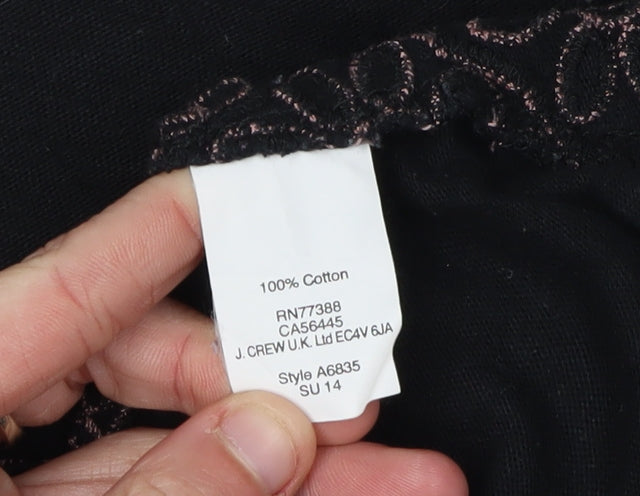 100% Cotton
RN77388
CA56445
J. CREW U.K. Ltd EC4V 6JA
Style A6835
SU 14